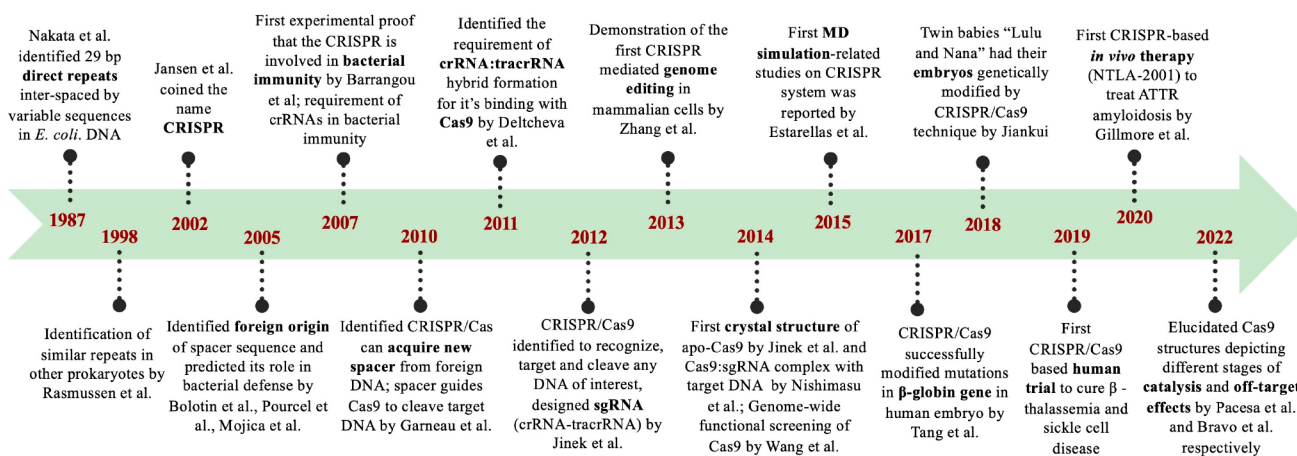 Nakata et al.
identified 29 bp
direct repeats
inter-spaced by
variable sequences
in E. coli. DNA
Jansen et al.
coined the
name
CRISPR
First experimental proof
that the CRISPR is
involved in bacterial
immunity by Barrangou
et al; requirement of
crRNAs in bacterial
immunity
Identified the
requirement of
crRNA:tracrRNA
hybrid formation
for it's binding with
Cas9 by Deltcheva
et al.
Demonstration of the
first CRISPR
mediated genome
editing in
mammalian cells by
Zhang et al.
First MD
simulation-related
studies on CRISPR
system was
reported by
Estarellas et al.
Twin babies “Lulu
and Nana” had their
embryos genetically
modified by
CRISPR/Cas9
technique by Jiankui
First CRISPR-based
in vivo therapy
(NTLA-2001) to
treat ATTR
amyloidosis by
Gillmore et al.
1987
1998
2002
2005
2007
2010
2011
2012
2013
2014
2015
2017
2018
2019
2020
2022
Identification of
similar repeats in
other prokaryotes by
Rasmussen et al.
Identified foreign origin
of spacer sequence and
predicted its role in
bacterial defense by
Bolotin et al., Pourcel et
al., Mojica et al.
Identified CRISPR/Cas
can acquire new
spacer from foreign
DNA; spacer guides
Cas9 to cleave target
DNA by Garneau et al.
CRISPR/Cas9
identified to recognize,
target and cleave any
DNA of interest,
designed sgRNA
(crRNA-tracrRNA) by
Jinek et al.
First crystal structure of
apo-Cas9 by Jinek et al. and
Cas9:sgRNA complex with
target DNA by Nishimasu
et al.; Genome-wide
functional screening of
Cas9 by Wang et al.
CRISPR/Cas9
successfully
modified mutations
in β-globin gene in
human embryo by
Tang et al.
First
CRISPR/Cas9
based human
trial to cure β -
thalassemia and
sickle cell
disease
Elucidated Cas9
structures depicting
different stages of
catalysis and off-target
effects by Pacesa et al.
and Bravo et al.
respectively